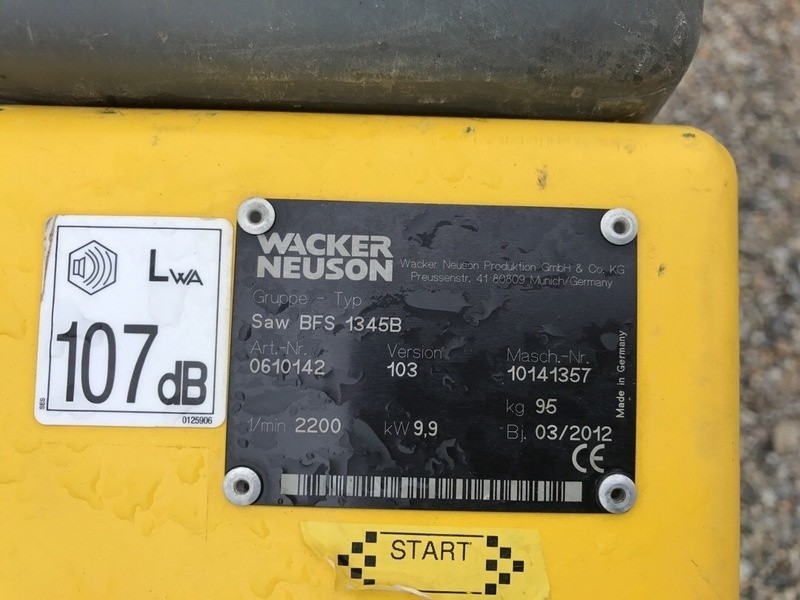 LWA
107 dB
SES
0125906
WACKER
NEUSON
Wacker Neuson Produktion GmbH & Co. KG
Preussenstr. 41 80809 Munich/Germany
Gruppe - Typ
Saw BFS 1345B
Art.-Nr. Version Masch.-Nr.
0610142 103 10141357
kg 95
1/min 2200 kW 9,9 Bj. 03/2012
CE
Made in Germany
START